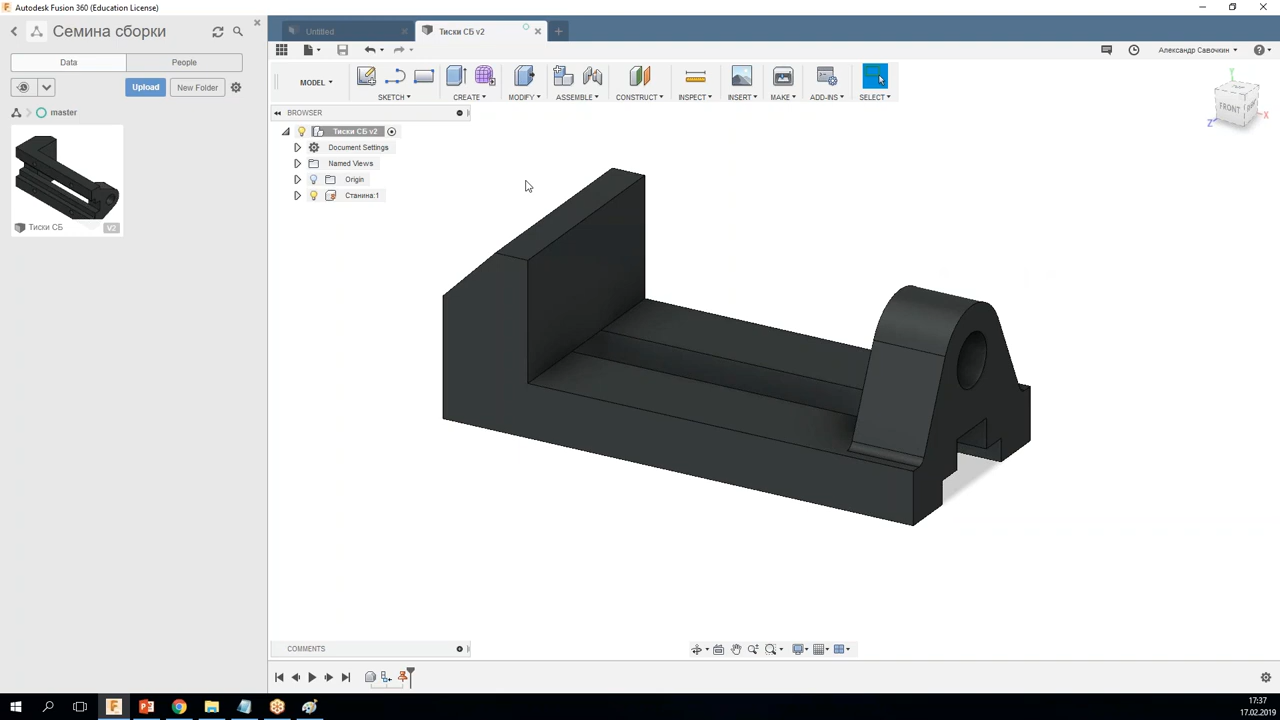 Autodesk Fusion 360 (Education License)
Семина сборки
Data
People
Upload
New Folder
master
Тиски СБ
V2
Untitled
Тиски СБ v2
Александр Савочкин
MODEL
SKETCH
CREATE
MODIFY
ASSEMBLE
CONSTRUCT
INSPECT
INSERT
MAKE
ADD-INS
SELECT
BROWSER
Тиски СБ v2
Document Settings
Named Views
Origin
Станина:1
TOP
FRONT
Y
Z
X
COMMENTS
17:37
17.02.2019